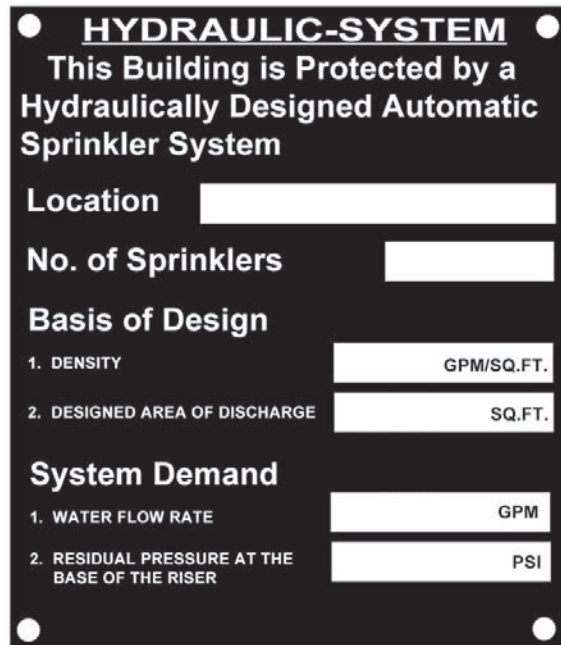 HYDRAULIC-SYSTEM
This Building is Protected by a
Hydraulically Designed Automatic
Sprinkler System
Location
No. of Sprinklers
Basis of Design
1. DENSITY GPM/SQ.FT.
2. DESIGNED AREA OF DISCHARGE SQ.FT.
System Demand
1. WATER FLOW RATE GPM
2. RESIDUAL PRESSURE AT THE PSI
BASE OF THE RISER